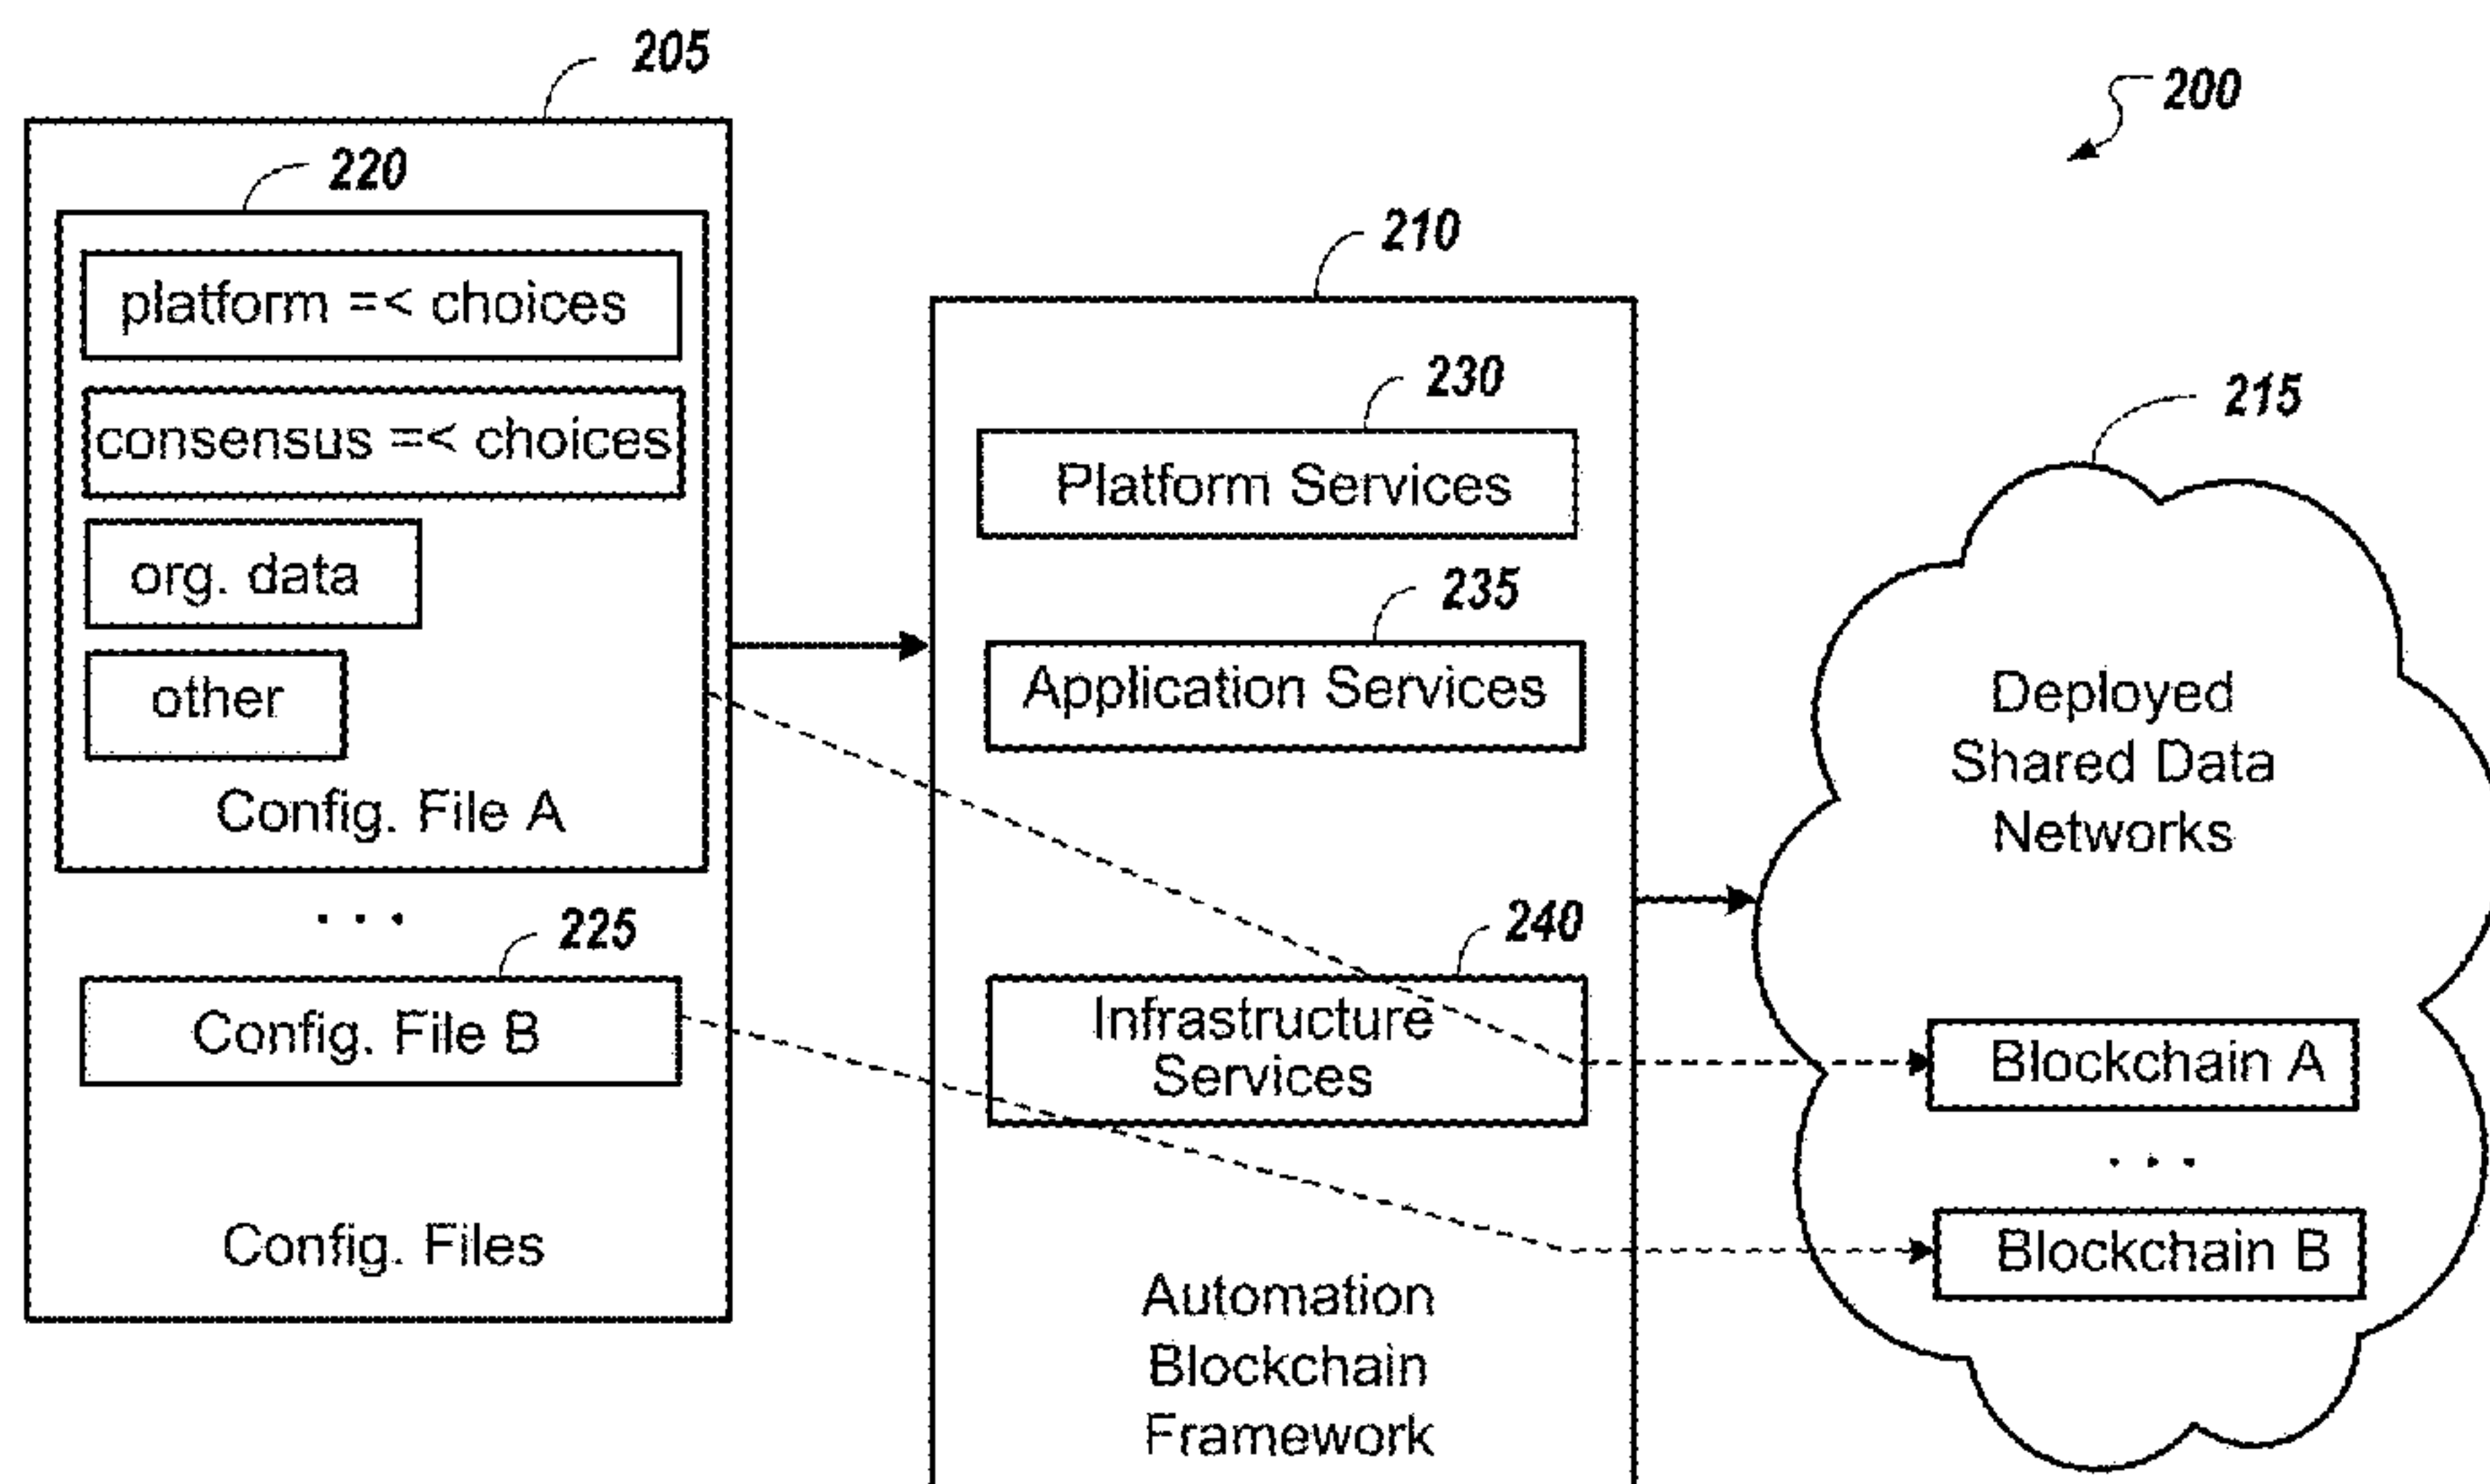 205
200
220
210
platform =< choices
230
215
consensus =< choices
Platform Services
org. data
235
other
Application Services
Deployed
Shared Data
Networks
Config. File A
. . .
225
240
Config. File B
Infrastructure
Services
Blockchain A
. . .
Blockchain B
Config. Files
Automation
Blockchain
Framework